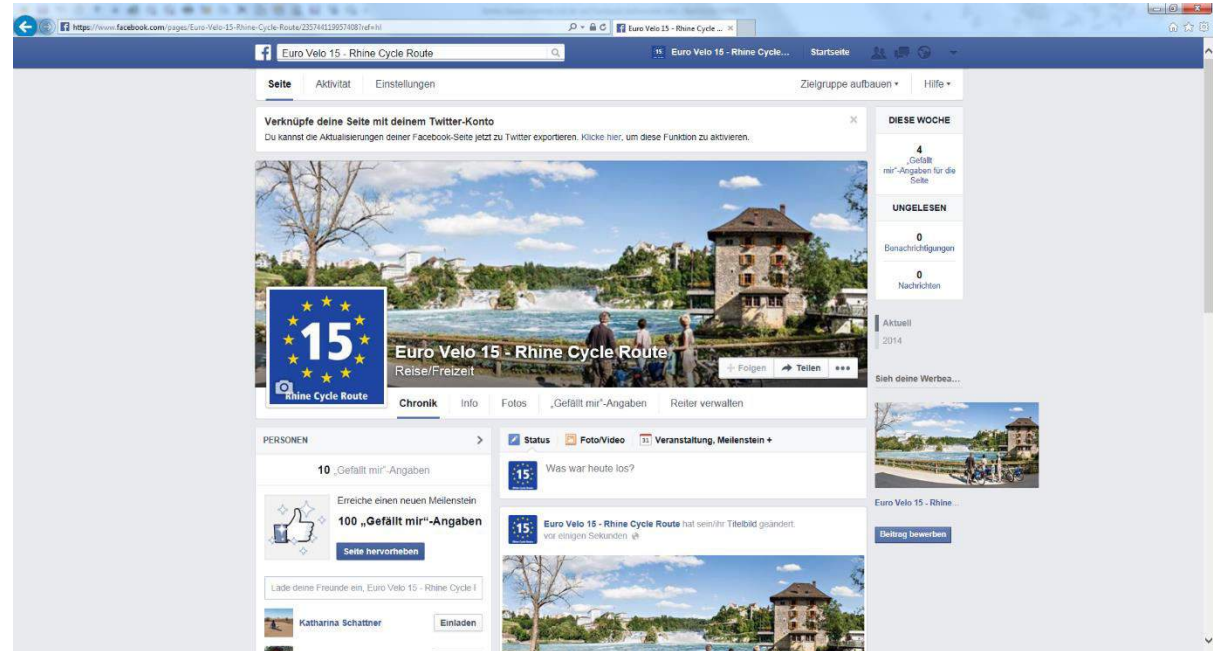 https://www.facebook.com/pages/Euro-Velo-15-Rhine-Cycle-Route/235744119957408?ref=hl
Euro Velo 15 - Rhine Cycle ...
Euro Velo 15 - Rhine Cycle Route
15 Euro Velo 15 - Rhine Cycle... Startseite
Seite Aktivität Einstellungen Zielgruppe aufbauen Hilfe
Verknüpfe deine Seite mit deinem Twitter-Konto
Du kannst die Aktualisierungen deiner Facebook-Seite jetzt zu Twitter exportieren. Klicke hier, um diese Funktion zu aktivieren.
DIESE WOCHE
4
„Gefällt
mir"-Angaben für die
Seite
UNGELESEN
0
Benachrichtigungen
0
Nachrichten
Aktuell
2014
Sieh deine Werbea...
15
Rhine Cycle Route
Euro Velo 15 - Rhine Cycle Route
Reise/Freizeit
+ Folgen Teilen
Chronik Info Fotos „Gefällt mir"-Angaben Reiter verwalten
PERSONEN
10 „Gefällt mir"-Angaben
Erreiche einen neuen Meilenstein
100 „Gefällt mir"-Angaben
Seite hervorheben
Lade deine Freunde ein, Euro Velo 15 - Rhine Cycle
Katharina Schattner Einladen
Status Foto/Video 31 Veranstaltung, Meilenstein +
15 Was war heute los?
15 Euro Velo 15 - Rhine Cycle Route hat sein/ihr Titelbild geändert.
vor einigen Sekunden
Euro Velo 15 - Rhine...
Beitrag bewerben